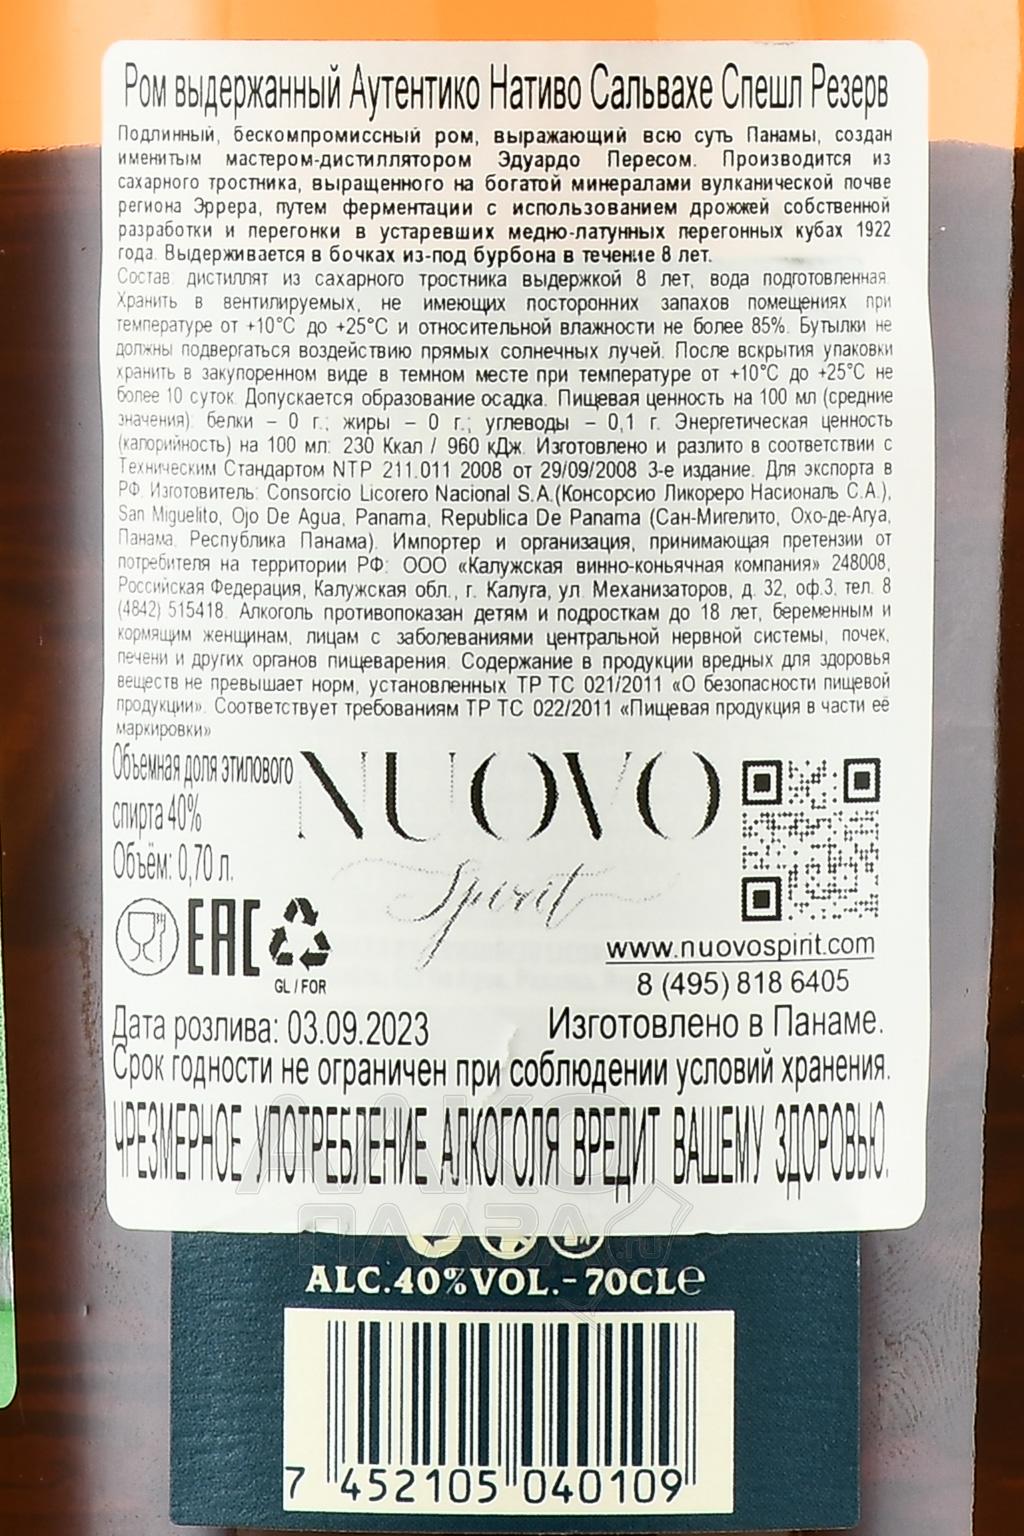 Ром выдержанный Аутентико Нативо Сальвахе Спешл Резерв
Подлинный, бескомпромиссный ром, выражающий всю суть Панамы, создан
именитым мастером-дистиллятором Эдуардо Пересом. Производится из
сахарного тростника, выращенного на богатой минералами вулканической почве
региона Эррера, путем ферментации с использованием дрожжей собственной
разработки и перегонки в устаревших медно-латунных перегонных кубах 1922
года. Выдерживается в бочках из-под бурбона в течение 8 лет.
Состав: дистиллят из сахарного тростника выдержкой 8 лет, вода подготовленная.
Хранить в вентилируемых, не имеющих посторонних запахов помещениях при
температуре от +10°С до +25°С и относительной влажности не более 85%. Бутылки не
должны подвергаться воздействию прямых солнечных лучей. После вскрытия упаковки
хранить в закупоренном виде в темном месте при температуре от +10°С до +25°С не
более 10 суток. Допускается образование осадка. Пищевая ценность на 100 мл (средние
значения): белки – 0 г.; жиры – 0 г.; углеводы – 0,1 г. Энергетическая ценность
(калорийность) на 100 мл: 230 Ккал / 960 кДж. Изготовлено и разлито в соответствии с
Техническим Стандартом NTP 211.011 2008 от 29/09/2008 3-е издание. Для экспорта в
РФ. Изготовитель: Consorcio Licorero Nacional S.A.(Консорсио Ликореро Насиональ С.А.),
San Miguelito, Ojo De Agua, Panama, Republica De Panama (Сан-Мигелито, Охо-де-Агуа,
Панама, Республика Панама). Импортер и организация, принимающая претензии от
потребителя на территории РФ: ООО «Калужская винно-коньячная компания» 248008,
Российская Федерация, Калужская обл., г. Калуга, ул. Механизаторов, д. 32, оф.3, тел. 8
(4842) 515418. Алкоголь противопоказан детям и подросткам до 18 лет, беременным и
кормящим женщинам, лицам с заболеваниями центральной нервной системы, почек,
печени и других органов пищеварения. Содержание в продукции вредных для здоровья
веществ не превышает норм, установленных ТР ТС 021/2011 «О безопасности пищевой
продукции». Соответствует требованиям ТР ТС 022/2011 «Пищевая продукция в части её
маркировки»
Объемная доля этилового
спирта 40%
Объём: 0,70 л.
NUOVO
Spirit
EAC
GL / FOR
www.nuovospirit.com
8 (495) 818 6405
Дата розлива: 03.09.2023
Изготовлено в Панаме.
Срок годности не ограничен при соблюдении условий хранения.
ЧРЕЗМЕРНОЕ УПОТРЕБЛЕНИЕ АЛКОГОЛЯ ВРЕДИТ ВАШЕМУ ЗДОРОВЬЮ.
АЛКО
ПЛАЗА.ru
ALC.40%VOL.-70CLe
7 452105 040109